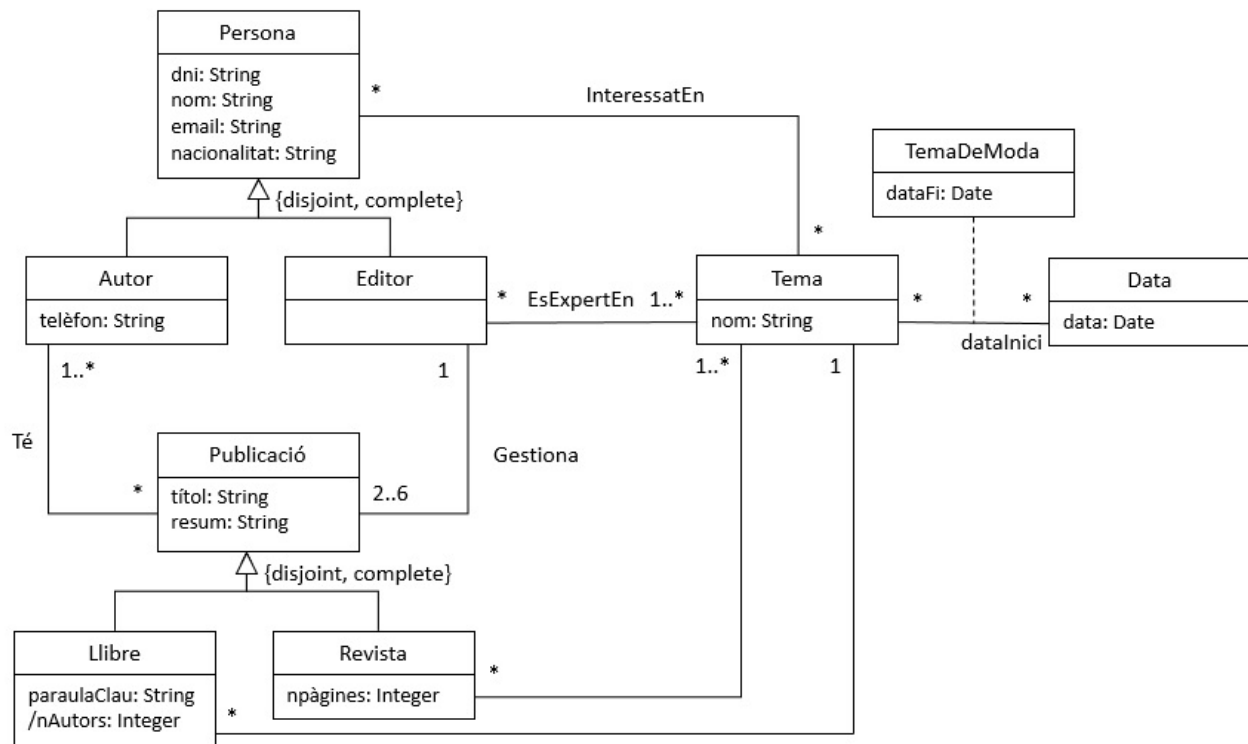 Persona
dni: String
nom: String
email: String
nacionalitat: String
*
InteressatEn
*
{disjoint, complete}
TemaDeModa
dataFi: Date
Autor
telèfon: String
Editor
*
EsExpertEn
1..*
Tema
nom: String
*
*
dataInici
Data
data: Date
1..*
1
1..*
1
Té
Gestiona
*
2..6
Publicació
títol: String
resum: String
{disjoint, complete}
Llibre
paraulaClau: String
/nAutors: Integer
*
Revista
npàgines: Integer
*